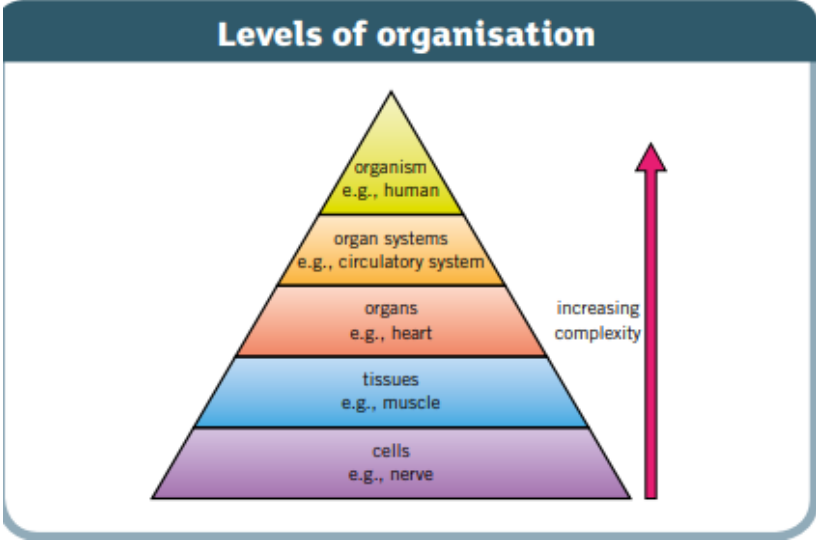 Levels of organisation
organism
e.g., human
organ systems
e.g., circulatory system
organs
e.g., heart
increasing
complexity
tissues
e.g., muscle
cells
e.g., nerve